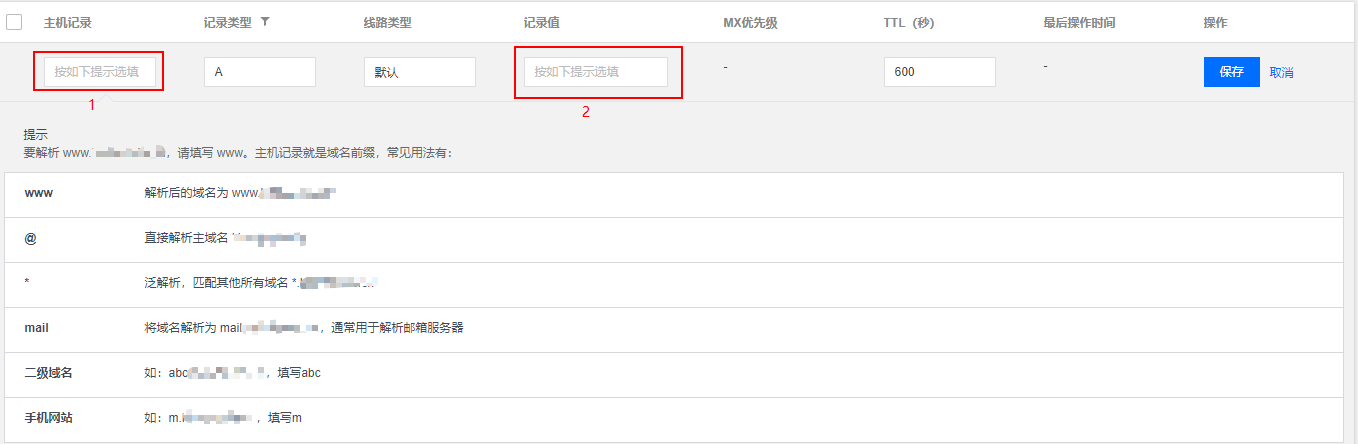 主机记录 记录类型 线路类型 记录值 MX优先级 TTL（秒） 最后操作时间 操作
按如下提示选填 A 默认 按如下提示选填 - 600 - 保存 取消
1 2
提示
要解析 www. ，请填写 www。主机记录就是域名前缀，常见用法有：
www 解析后的域名为 www.
@ 直接解析主域名
* 泛解析，匹配其他所有域名 *.
mail 将域名解析为 mail ，通常用于解析邮箱服务器
二级域名 如：abc ，填写abc
手机网站 如：m. ，填写m